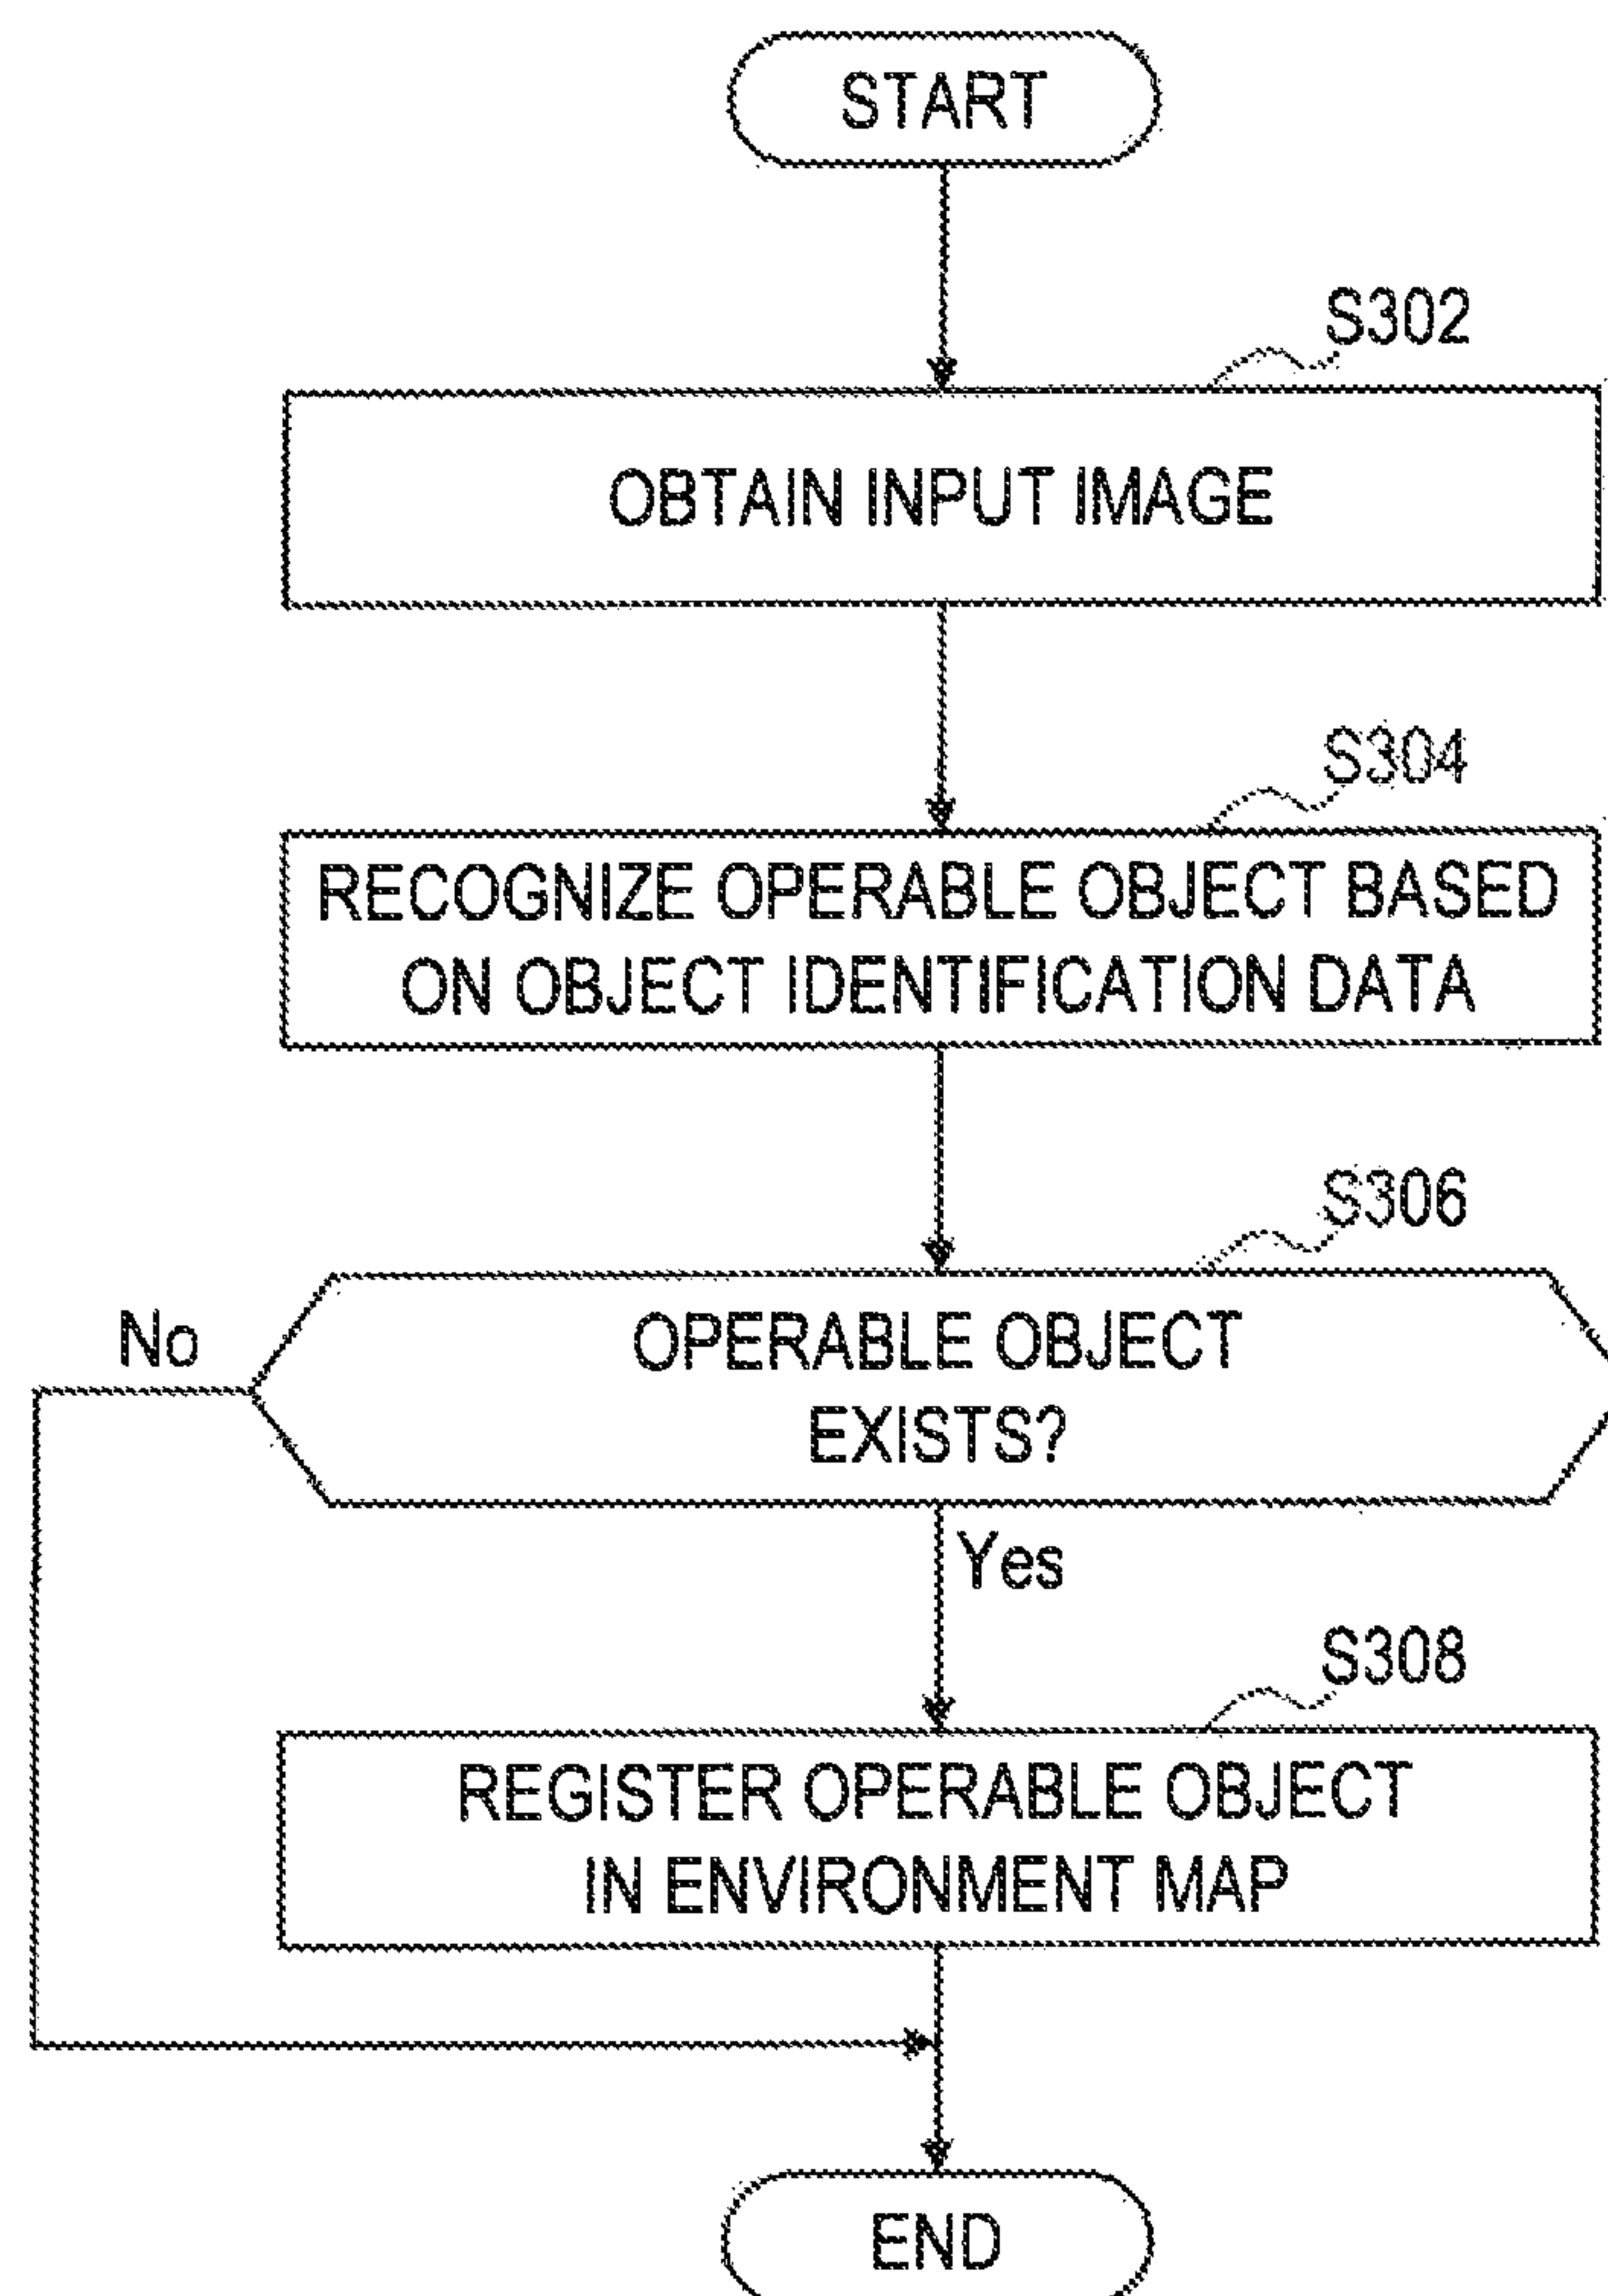 START
S302
OBTAIN INPUT IMAGE
S304
RECOGNIZE OPERABLE OBJECT BASED
ON OBJECT IDENTIFICATION DATA
S306
No
OPERABLE OBJECT
EXISTS?
Yes
S308
REGISTER OPERABLE OBJECT
IN ENVIRONMENT MAP
END